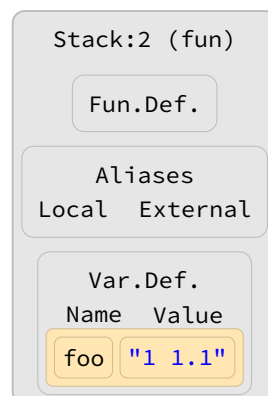 Stack:2 (fun)
Fun.Def.
Aliases
Local External
Var.Def.
Name Value
foo "1 1.1"